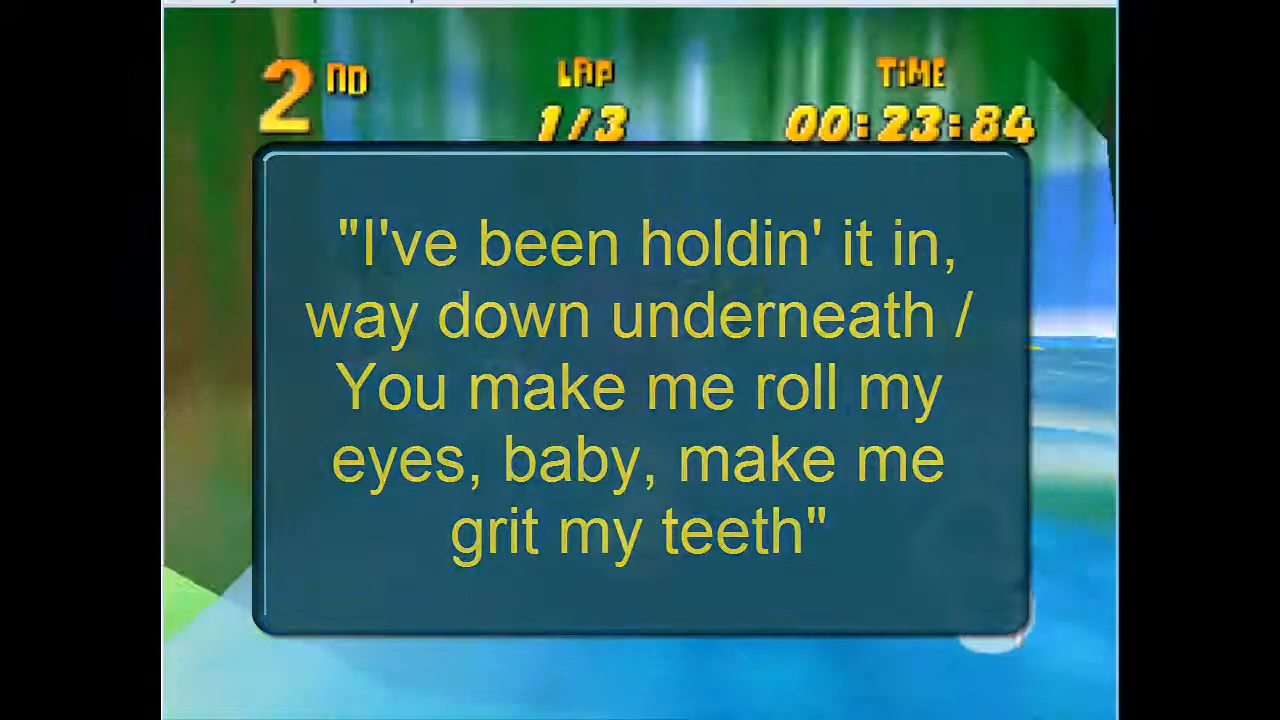 2ND
LAP
TIME
1/3
00:23:84
"I've been holdin' it in,
way down underneath /
You make me roll my
eyes, baby, make me
grit my teeth"